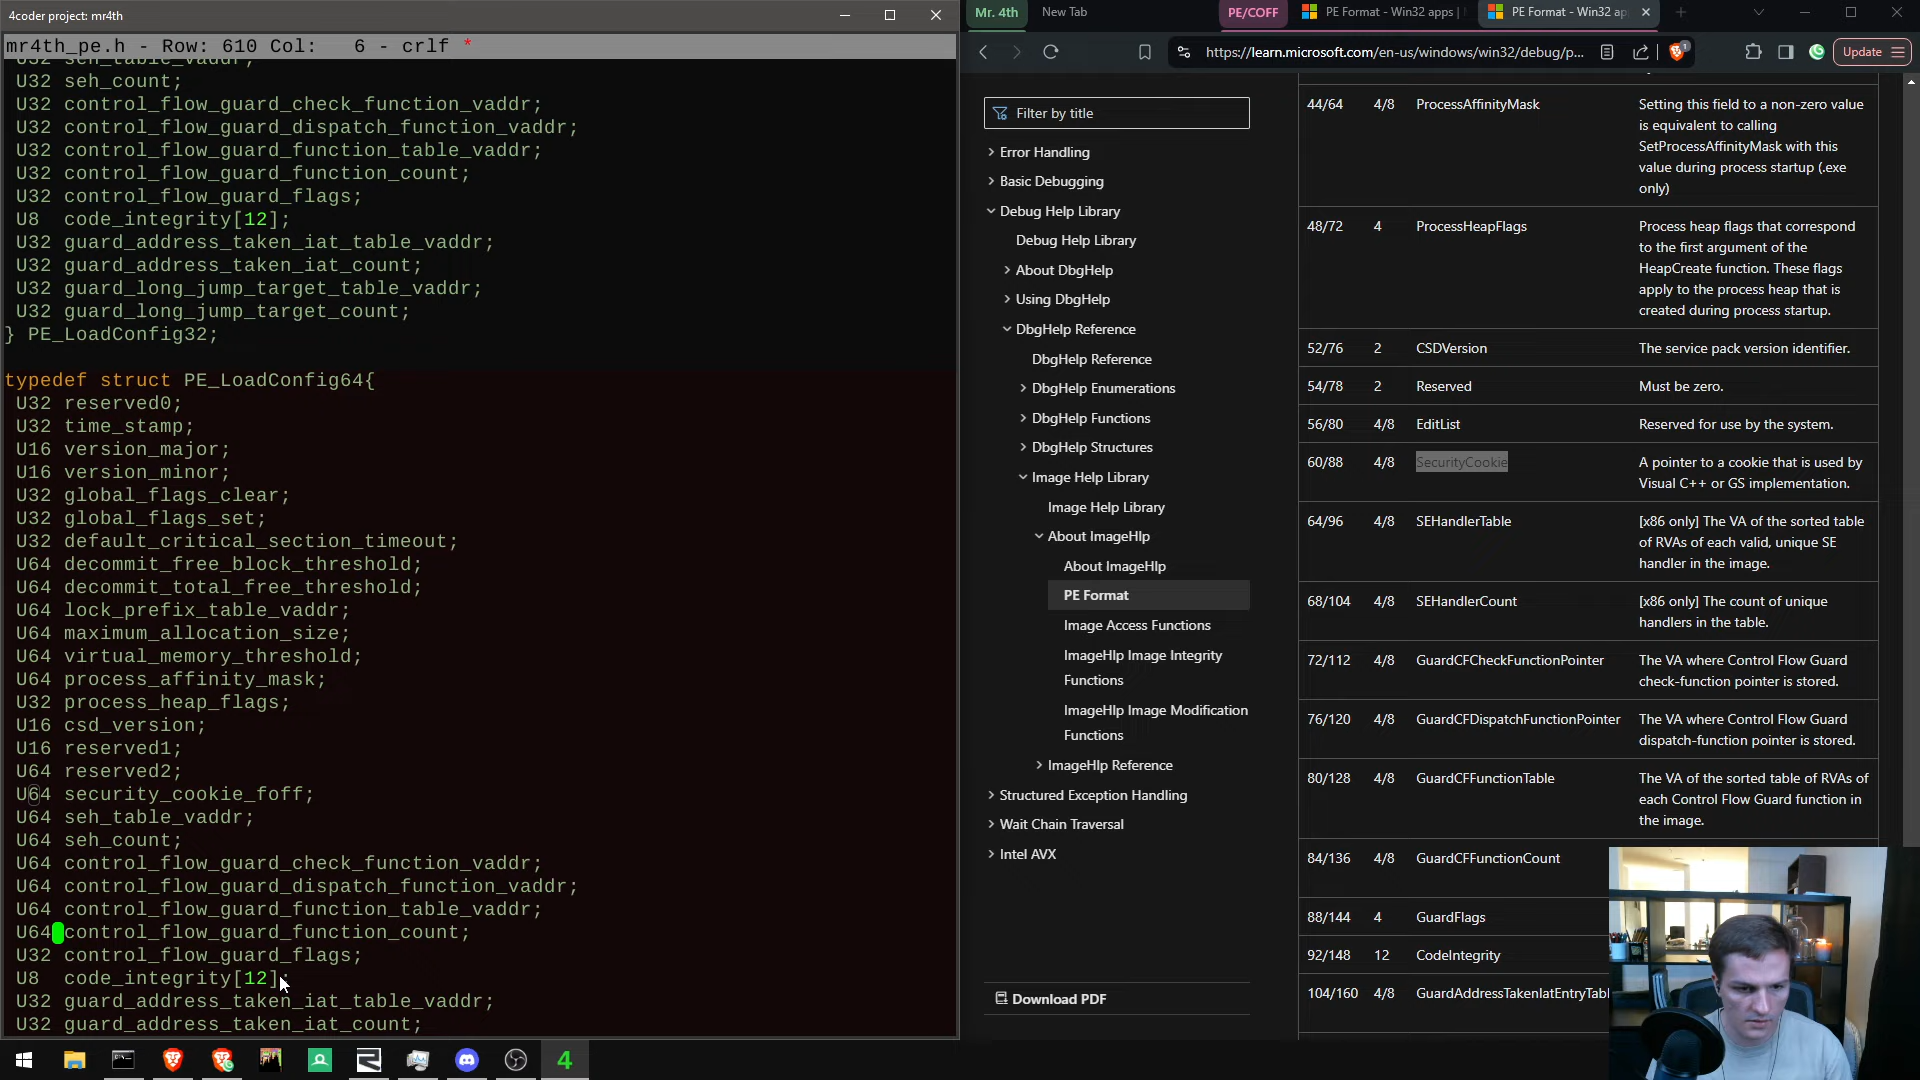 4coder project: mr4th
mr4th_pe.h - Row: 610 Col:   6 - crlf *
U32 seh_table_vaddr;
U32 seh_count;
U32 control_flow_guard_check_function_vaddr;
U32 control_flow_guard_dispatch_function_vaddr;
U32 control_flow_guard_function_table_vaddr;
U32 control_flow_guard_function_count;
U32 control_flow_guard_flags;
U8  code_integrity[12];
U32 guard_address_taken_iat_table_vaddr;
U32 guard_address_taken_iat_count;
U32 guard_long_jump_target_table_vaddr;
U32 guard_long_jump_target_count;
} PE_LoadConfig32;
typedef struct PE_LoadConfig64{
U32 reserved0;
U32 time_stamp;
U16 version_major;
U16 version_minor;
U32 global_flags_clear;
U32 global_flags_set;
U32 default_critical_section_timeout;
U64 decommit_free_block_threshold;
U64 decommit_total_free_threshold;
U64 lock_prefix_table_vaddr;
U64 maximum_allocation_size;
U64 virtual_memory_threshold;
U64 process_affinity_mask;
U32 process_heap_flags;
U16 csd_version;
U16 reserved1;
U64 reserved2;
U64 security_cookie_foff;
U64 seh_table_vaddr;
U64 seh_count;
U64 control_flow_guard_check_function_vaddr;
U64 control_flow_guard_dispatch_function_vaddr;
U64 control_flow_guard_function_table_vaddr;
U64 control_flow_guard_function_count;
U32 control_flow_guard_flags;
U8  code_integrity[12];
U32 guard_address_taken_iat_table_vaddr;
U32 guard_address_taken_iat_count;
Mr. 4th
New Tab
PE/COFF
PE Format - Win32 apps |
PE Format - Win32 ap
https://learn.microsoft.com/en-us/windows/win32/debug/p...
1
Update
Filter by title
Error Handling
Basic Debugging
Debug Help Library
Debug Help Library
About DbgHelp
Using DbgHelp
DbgHelp Reference
DbgHelp Reference
DbgHelp Enumerations
DbgHelp Functions
DbgHelp Structures
Image Help Library
Image Help Library
About ImageHlp
About ImageHlp
PE Format
Image Access Functions
ImageHlp Image Integrity
Functions
ImageHlp Image Modification
Functions
ImageHlp Reference
Structured Exception Handling
Wait Chain Traversal
Intel AVX
Download PDF
44/64 4/8 ProcessAffinityMask Setting this field to a non-zero value
is equivalent to calling
SetProcessAffinityMask with this
value during process startup (.exe
only)
48/72 4 ProcessHeapFlags Process heap flags that correspond
to the first argument of the
HeapCreate function. These flags
apply to the process heap that is
created during process startup.
52/76 2 CSDVersion The service pack version identifier.
54/78 2 Reserved Must be zero.
56/80 4/8 EditList Reserved for use by the system.
60/88 4/8 SecurityCookie A pointer to a cookie that is used by
Visual C++ or GS implementation.
64/96 4/8 SEHandlerTable [x86 only] The VA of the sorted table
of RVAs of each valid, unique SE
handler in the image.
68/104 4/8 SEHandlerCount [x86 only] The count of unique
handlers in the table.
72/112 4/8 GuardCFCheckFunctionPointer The VA where Control Flow Guard
check-function pointer is stored.
76/120 4/8 GuardCFDispatchFunctionPointer The VA where Control Flow Guard
dispatch-function pointer is stored.
80/128 4/8 GuardCFFunctionTable The VA of the sorted table of RVAs of
each Control Flow Guard function in
the image.
84/136 4/8 GuardCFFunctionCount
88/144 4 GuardFlags
92/148 12 CodeIntegrity
104/160 4/8 GuardAddressTakenIatEntryTabl
4